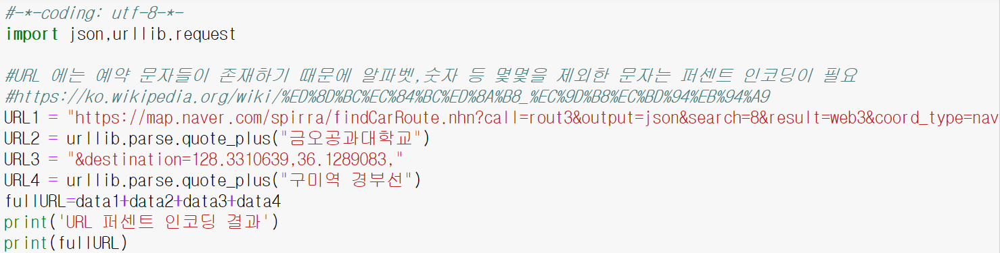 #-*-coding: utf-8-*-
import json,urllib.request
#URL 에는 예약 문자들이 존재하기 때문에 알파벳,숫자 등 몇몇을 제외한 문자는 퍼센트 인코딩이 필요
#https://ko.wikipedia.org/wiki/%ED%8D%BC%EC%84%BC%ED%8A%B8_%EC%9D%B8%EC%BD%94%EB%94%A9
URL1 = "https://map.naver.com/spirra/findCarRoute.nhn?call=rout3&output=json&search=8&result=web3&coord_type=nav
URL2 = urllib.parse.quote_plus("금오공과대학교")
URL3 = "&destination=128.3310639,36.1289083,"
URL4 = urllib.parse.quote_plus("구미역 경부선")
fullURL=data1+data2+data3+data4
print('URL 퍼센트 인코딩 결과')
print(fullURL)